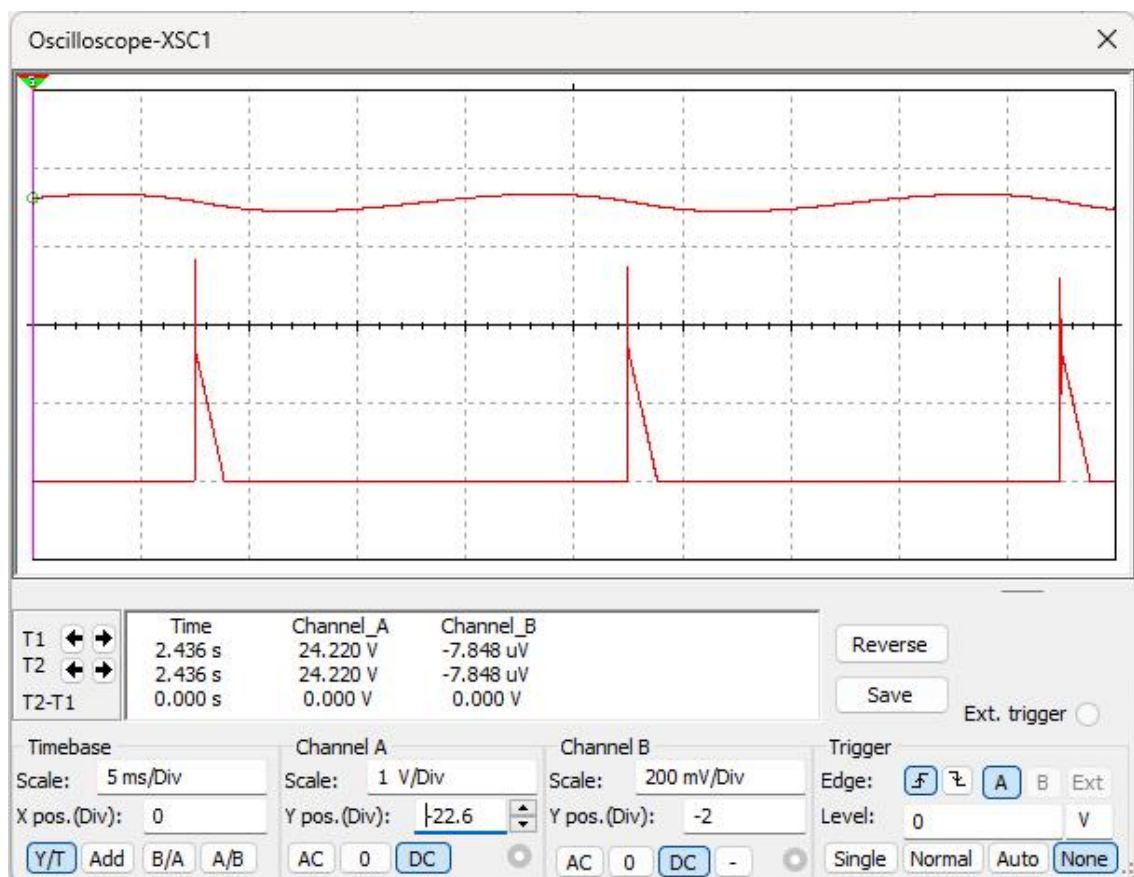 Oscilloscope-XSC1
Time Channel_A Channel_B
T1 2.436 s 24.220 V -7.848 uV
T2 2.436 s 24.220 V -7.848 uV
T2-T1 0.000 s 0.000 V 0.000 V
Reverse
Save
Ext. trigger
Timebase
Scale: 5 ms/Div
X pos.(Div): 0
Y/T Add B/A A/B
Channel A
Scale: 1 V/Div
Y pos.(Div): -22.6
AC 0 DC
Channel B
Scale: 200 mV/Div
Y pos.(Div): -2
AC 0 DC -
Trigger
Edge: A B Ext
Level: 0 V
Single Normal Auto None